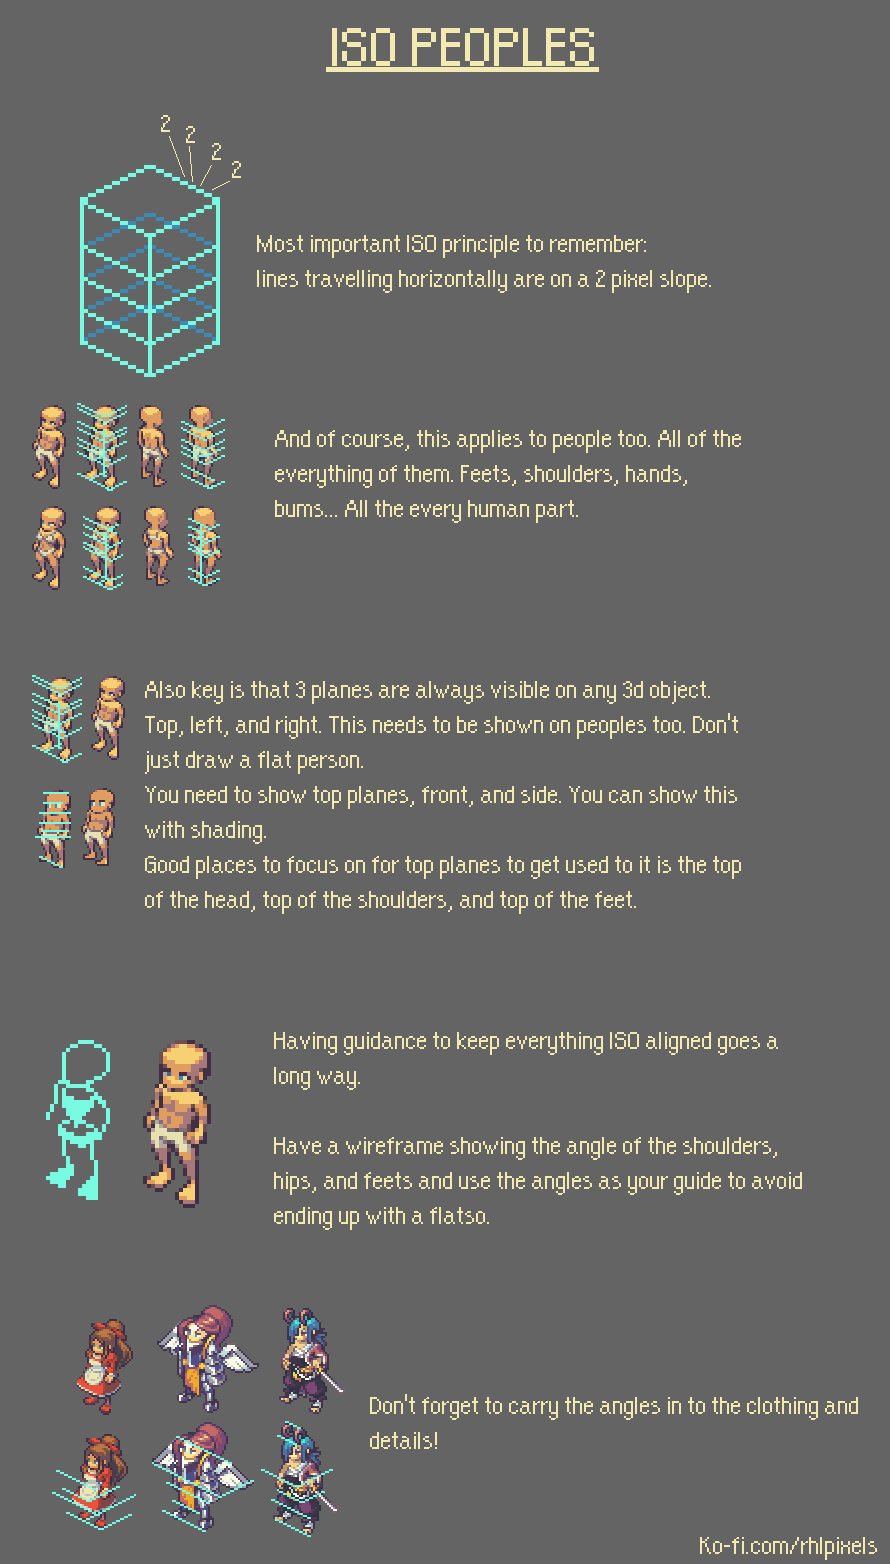 ISO PEOPLES
2
2
2
2
Most important ISO principle to remember:
lines travelling horizontally are on a 2 pixel slope.
And of course, this applies to people too. All of the
everything of them. Feets, shoulders, hands,
bums... All the every human part.
Also key is that 3 planes are always visible on any 3d object.
Top, left, and right. This needs to be shown on peoples too. Don't
just draw a flat person.
You need to show top planes, front, and side. You can show this
with shading.
Good places to focus on for top planes to get used to it is the top
of the head, top of the shoulders, and top of the feet.
Having guidance to keep everything ISO aligned goes a
long way.
Have a wireframe showing the angle of the shoulders,
hips, and feets and use the angles as your guide to avoid
ending up with a flatso.
Don't forget to carry the angles in to the clothing and
details!
Ko-fi.com/rhlpixels